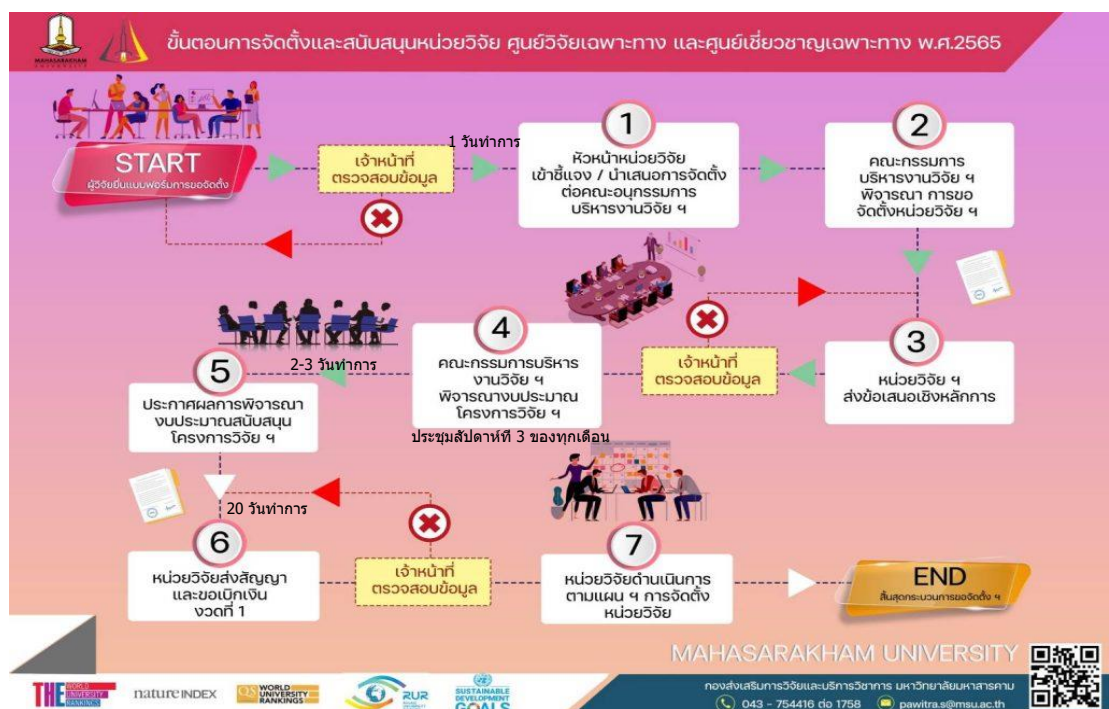 ขั้นตอนการจัดตั้งและสนับสนุนหน่วยวิจัย ศูนย์วิจัยเฉพาะทาง และศูนย์เชี่ยวชาญเฉพาะทาง พ.ศ.2565
MAHASARAKHAM
UNIVERSITY
START
ผู้วิจัยยื่นแบบฟอร์มการขอจัดตั้ง
เจ้าหน้าที่
ตรวจสอบข้อมูล
1 วันทำการ
1
หัวหน้าหน่วยวิจัย
เข้าชี้แจง / นำเสนอการจัดตั้ง
ต่อคณะอนุกรรมการ
บริหารงานวิจัย ฯ
2
คณะกรรมการ
บริหารงานวิจัย ฯ
พิจารณา การขอ
จัดตั้งหน่วยวิจัย ฯ
3
หน่วยวิจัย ฯ
ส่งข้อเสนอเชิงหลักการ
เจ้าหน้าที่
ตรวจสอบข้อมูล
4
คณะกรรมการบริหาร
งานวิจัย ฯ
พิจารณางบประมาณ
โครงการวิจัย ฯ
ประชุมสัปดาห์ที่ 3 ของทุกเดือน
2-3 วันทำการ
5
ประกาศผลการพิจารณา
งบประมาณสนับสนุน
โครงการวิจัย ฯ
20 วันทำการ
6
หน่วยวิจัยส่งสัญญา
และขอเบิกเงิน
งวดที่ 1
เจ้าหน้าที่
ตรวจสอบข้อมูล
7
หน่วยวิจัยดำเนินการ
ตามแผน ฯ การจัดตั้ง
หน่วยวิจัย
END
สิ้นสุดกระบวนการขอจัดตั้ง ฯ
MAHASARAKHAM UNIVERSITY
THE WORLD
UNIVERSITY
RANKINGS
nature INDEX
QS WORLD
UNIVERSITY
RANKINGS
RUR
SUSTAINABLE
DEVELOPMENT
GOALS
กองส่งเสริมการวิจัยและบริการวิชาการ มหาวิทยาลัยมหาสารคาม
043 - 754416 ต่อ 1758 pawitra.s@msu.ac.th